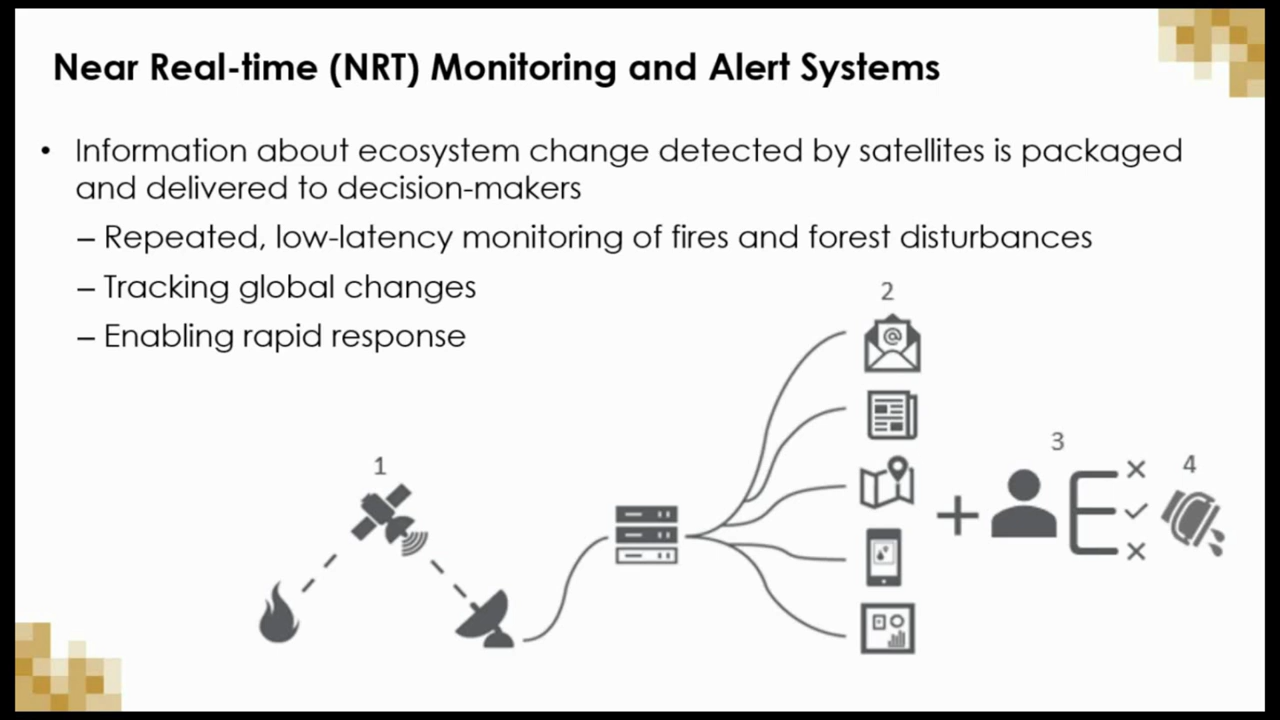 Near Real-time (NRT) Monitoring and Alert Systems
• Information about ecosystem change detected by satellites is packaged
and delivered to decision-makers
– Repeated, low-latency monitoring of fires and forest disturbances
– Tracking global changes
– Enabling rapid response
1
2
@
3
4